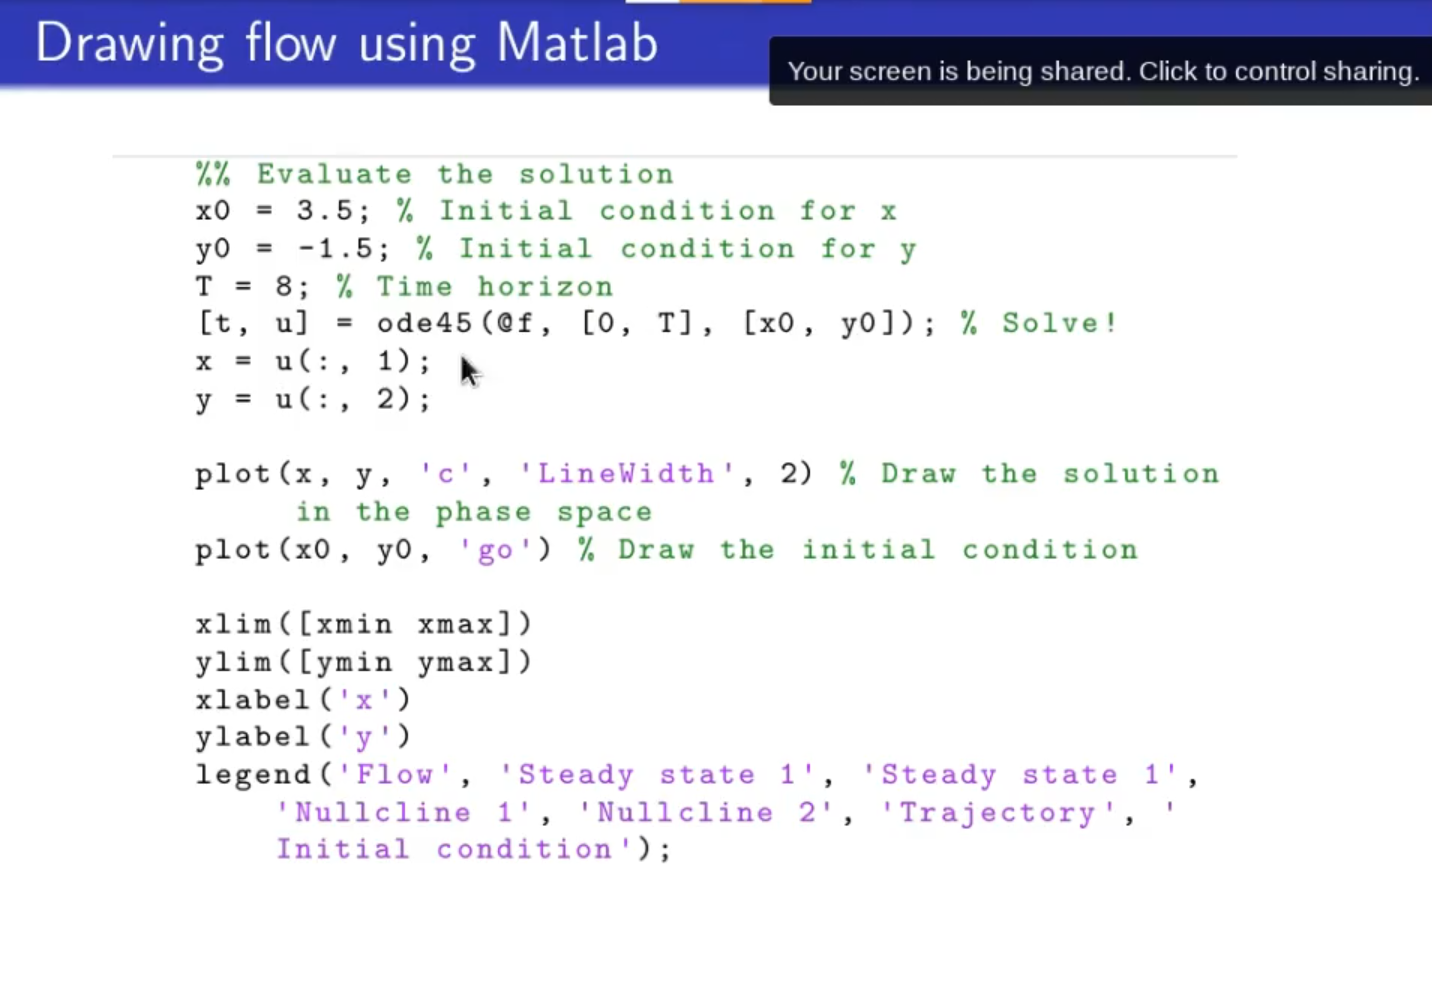 Drawing flow using Matlab
Your screen is being shared. Click to control sharing.
%% Evaluate the solution
x0 = 3.5; % Initial condition for x
y0 = -1.5; % Initial condition for y
T = 8; % Time horizon
[t, u] = ode45(@f, [0, T], [x0, y0]); % Solve!
x = u(:, 1);
y = u(:, 2);
plot(x, y, 'c', 'LineWidth', 2) % Draw the solution
in the phase space
plot(x0, y0, 'go') % Draw the initial condition
xlim([xmin xmax])
ylim([ymin ymax])
xlabel('x')
ylabel('y')
legend('Flow', 'Steady state 1', 'Steady state 1',
'Nullcline 1', 'Nullcline 2', 'Trajectory', '
Initial condition');